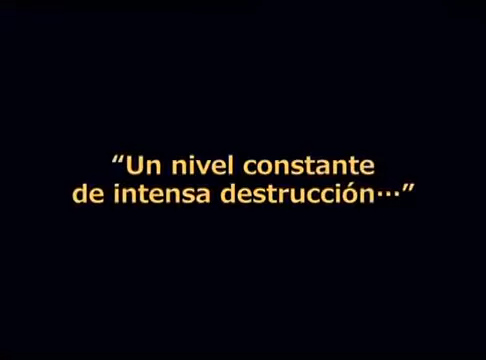 “Un nivel constante
de intensa destrucción···”